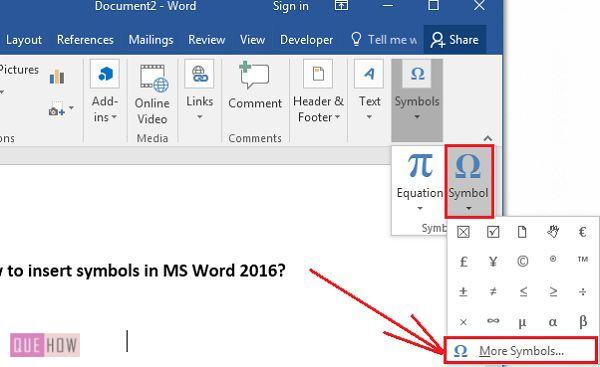 Document2 - Word
Sign in
Layout References Mailings Review View Developer Tell me w Share
Pictures
Add-ins
Online Video
Links
Comment
Header & Footer
Text
Ω
Symbols
ons
Media
Comments
π
Equation
Ω
Symbol
Symb
w to insert symbols in MS Word 2016?
☒ ☑ €
£ ¥ © ® ™
± ≠ ≤ ≥ ÷
× ∞ µ α β
Ω More Symbols...
QUEHOW